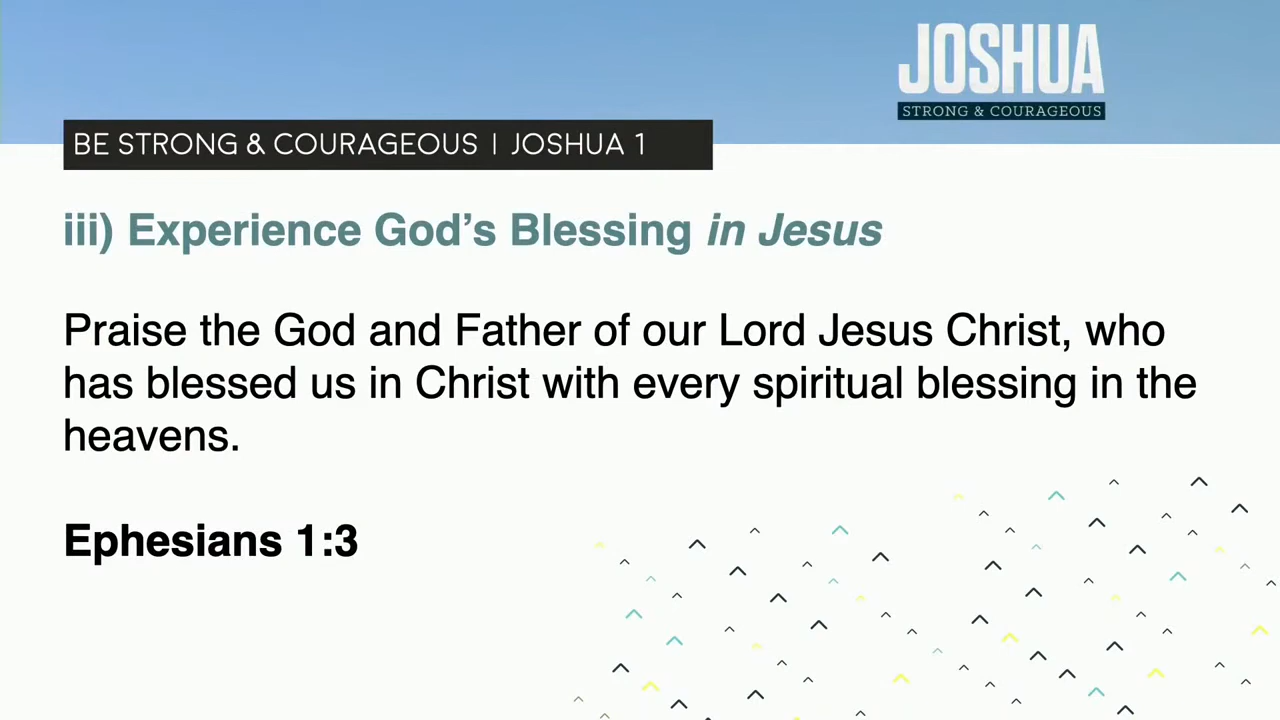 JOSHUA
STRONG & COURAGEOUS
BE STRONG & COURAGEOUS | JOSHUA 1
iii) Experience God’s Blessing in Jesus
Praise the God and Father of our Lord Jesus Christ, who
has blessed us in Christ with every spiritual blessing in the
heavens.
Ephesians 1:3